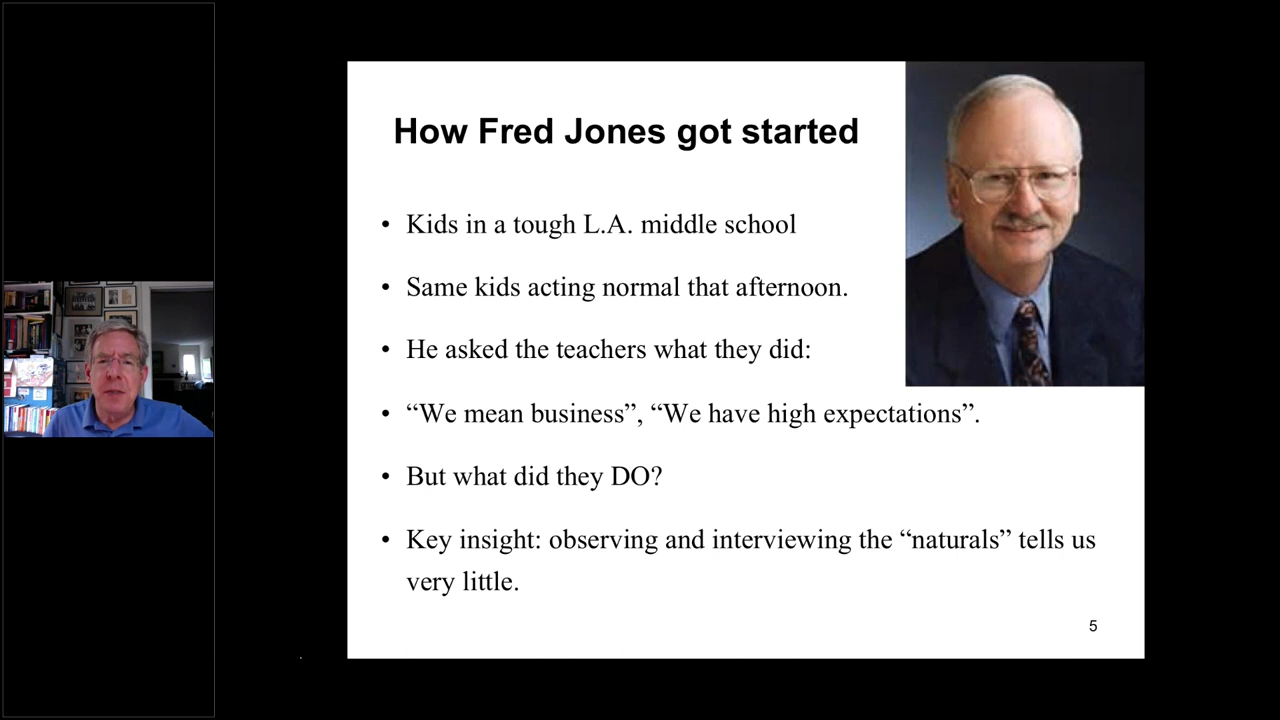 How Fred Jones got started
• Kids in a tough L.A. middle school
• Same kids acting normal that afternoon.
• He asked the teachers what they did:
• “We mean business”, “We have high expectations”.
• But what did they DO?
• Key insight: observing and interviewing the “naturals” tells us
very little.
5